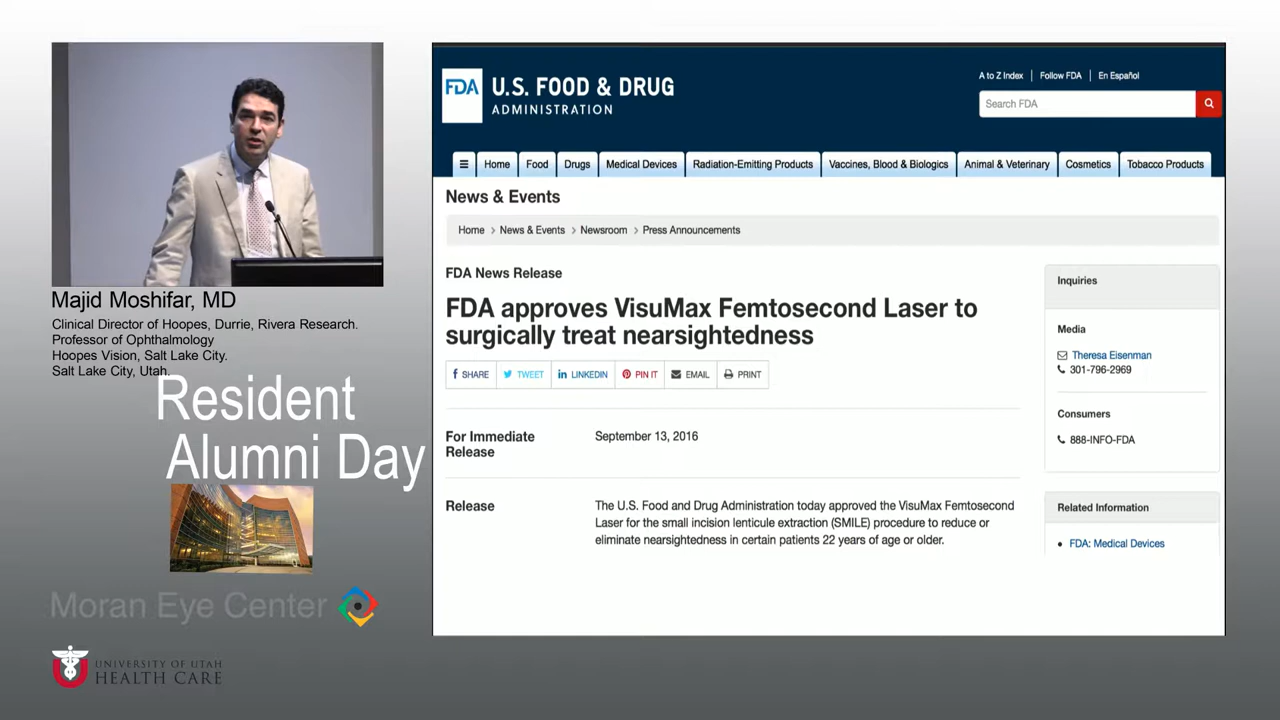 Majid Moshifar, MD
Clinical Director of Hoopes, Durrie, Rivera Research.
Professor of Ophthalmology
Hoopes Vision, Salt Lake City.
Salt Lake City, Utah.
Resident
Alumni Day
Moran Eye Center
UNIVERSITY OF UTAH
HEALTH CARE
FDA
U.S. FOOD & DRUG
ADMINISTRATION
A to Z Index | Follow FDA | En Español
Search FDA
Home Food Drugs Medical Devices Radiation-Emitting Products Vaccines, Blood & Biologics Animal & Veterinary Cosmetics Tobacco Products
News & Events
Home > News & Events > Newsroom > Press Announcements
FDA News Release
FDA approves VisuMax Femtosecond Laser to
surgically treat nearsightedness
SHARE TWEET LINKEDIN PIN IT EMAIL PRINT
For Immediate
Release
September 13, 2016
Release
The U.S. Food and Drug Administration today approved the VisuMax Femtosecond
Laser for the small incision lenticule extraction (SMILE) procedure to reduce or
eliminate nearsightedness in certain patients 22 years of age or older.
Inquiries
Media
Theresa Eisenman
301-796-2969
Consumers
888-INFO-FDA
Related Information
• FDA: Medical Devices